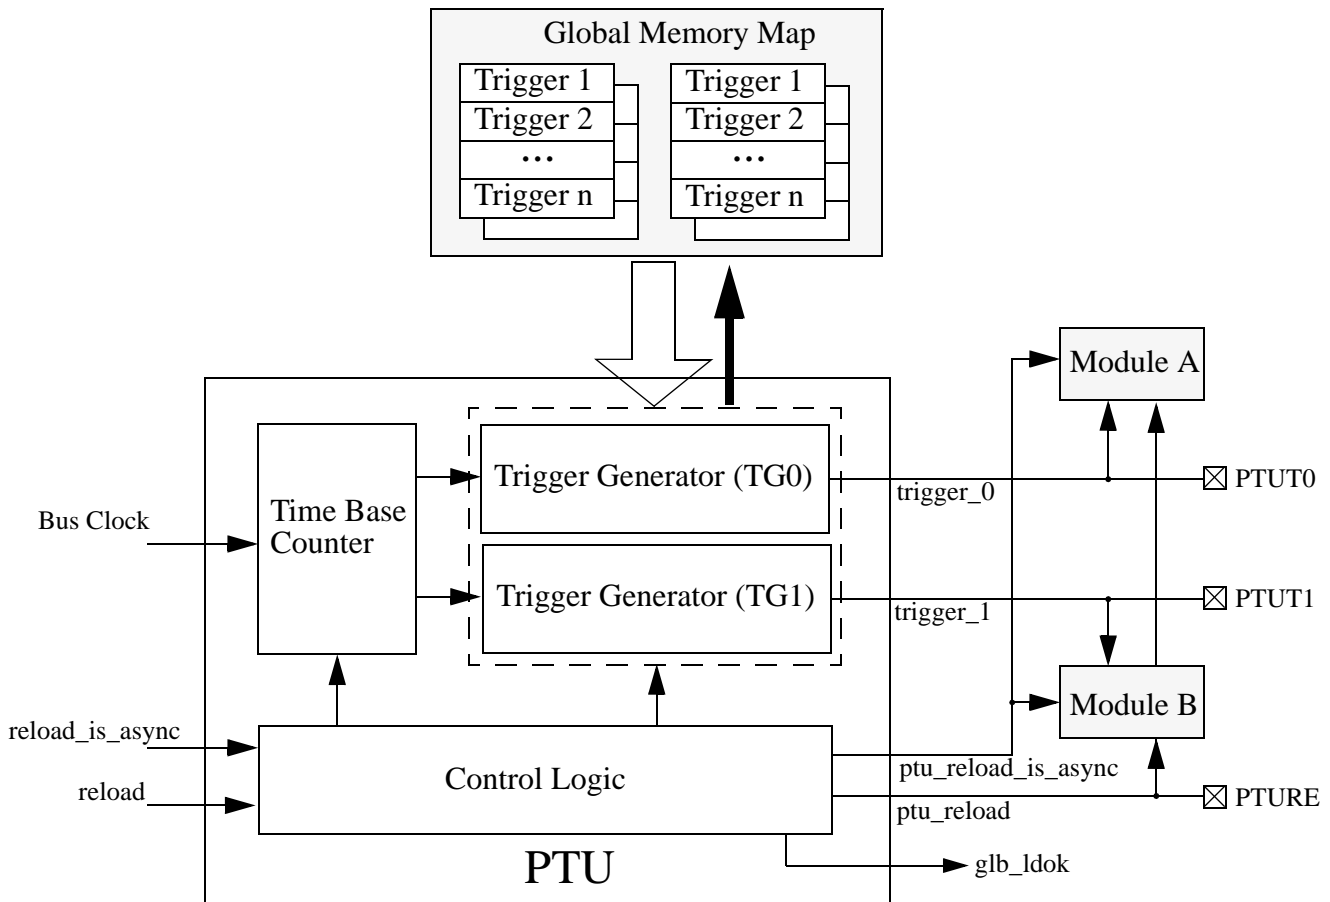 Global Memory Map
Trigger 1
Trigger 2
...
Trigger n
Trigger 1
Trigger 2
...
Trigger n
Module A
Trigger Generator (TG0)
trigger_0
PTUT0
Bus Clock
Time Base
Counter
Trigger Generator (TG1)
trigger_1
PTUT1
Module B
reload_is_async
reload
Control Logic
ptu_reload_is_async
ptu_reload
PTURE
glb_ldok
PTU